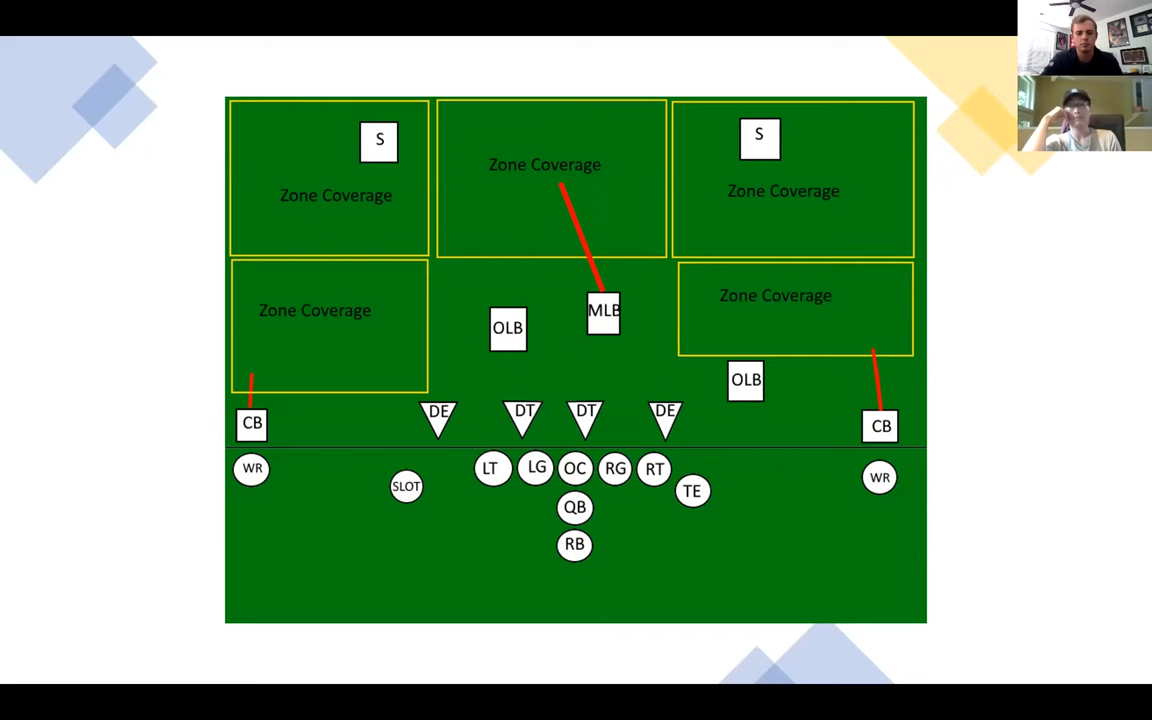 S
S
Zone Coverage
Zone Coverage
Zone Coverage
Zone Coverage
Zone Coverage
MLB
OLB
OLB
CB
DE
DT
DT
DE
CB
WR
SLOT
LT
LG
OC
RG
RT
TE
WR
QB
RB